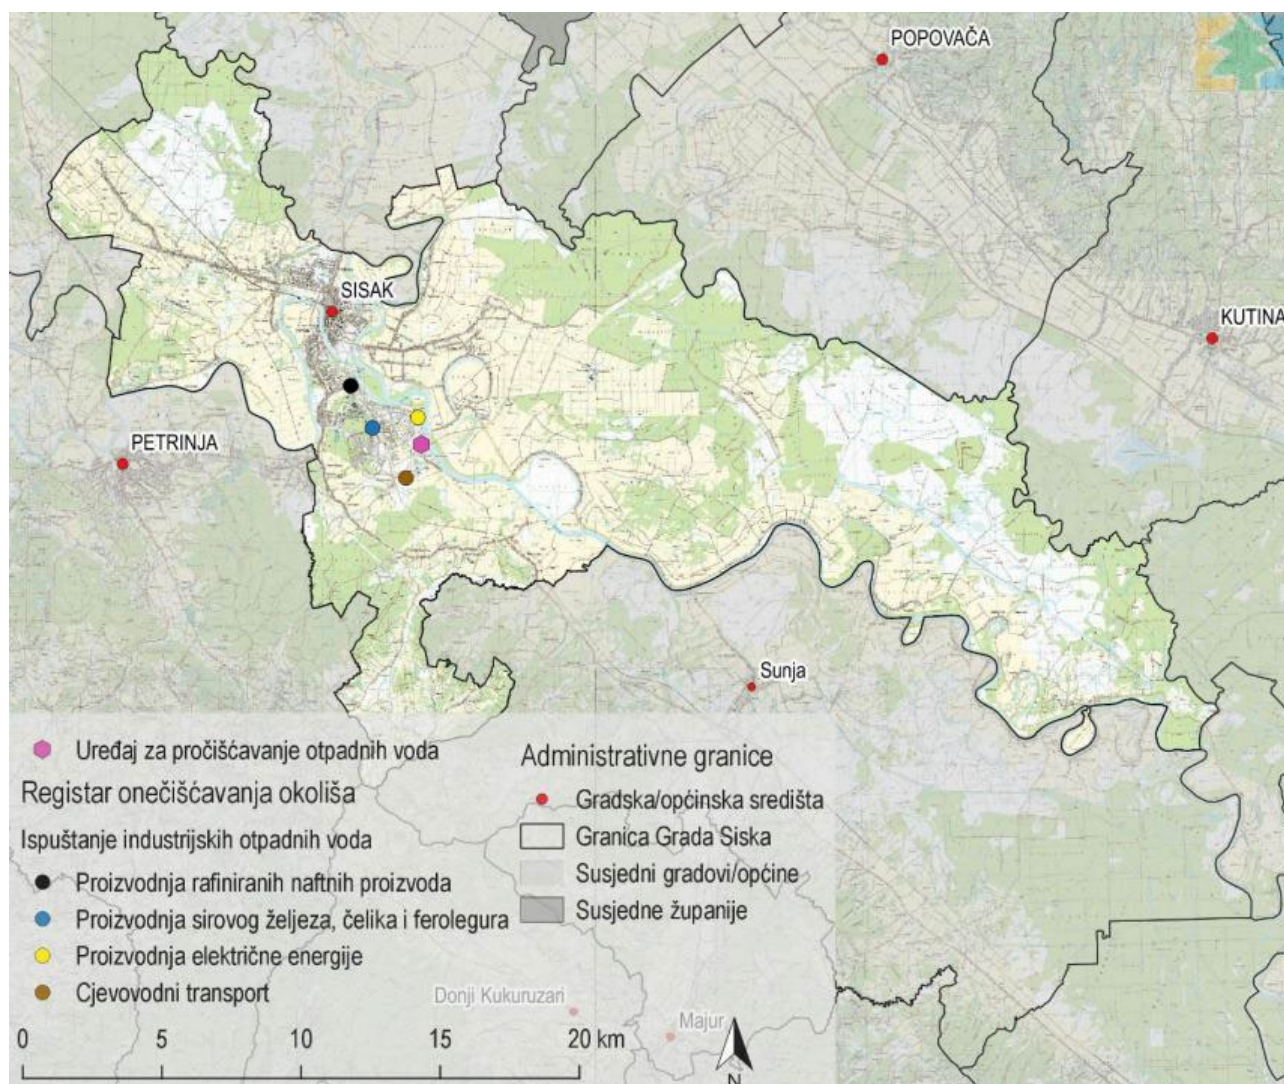 POPOVAČA
SISAK
KUTINA
PETRINJA
Sunja
Uređaj za pročišćavanje otpadnih voda
Registar onečišćavanja okoliša
Ispuštanje industrijskih otpadnih voda
Proizvodnja rafiniranih naftnih proizvoda
Proizvodnja sirovog željeza, čelika i ferolegura
Proizvodnja električne energije
Cjevovodni transport
Administrativne granice
Gradska/općinska središta
Granica Grada Siska
Susjedni gradovi/općine
Susjedne županije
Donji Kukuruzari
Majur
0 5 10 15 20 km
N